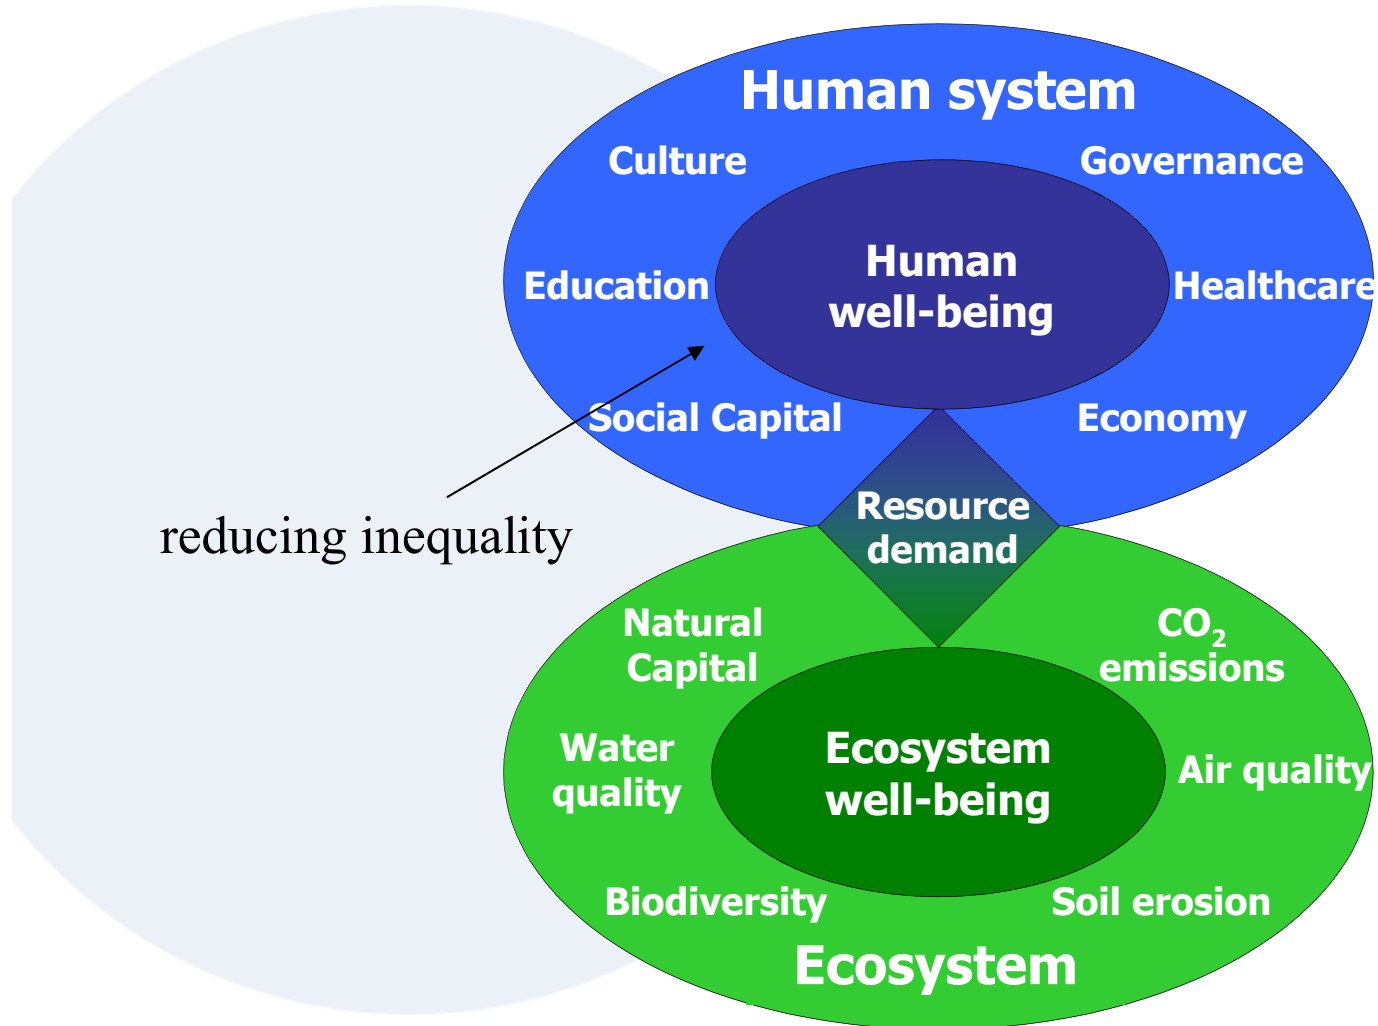 Human system
Culture
Governance
Human
well-being
Education
Healthcare
Social Capital
Economy
Resource
demand
reducing inequality
Natural
Capital
CO₂
emissions
Water
quality
Ecosystem
well-being
Air quality
Biodiversity
Soil erosion
Ecosystem